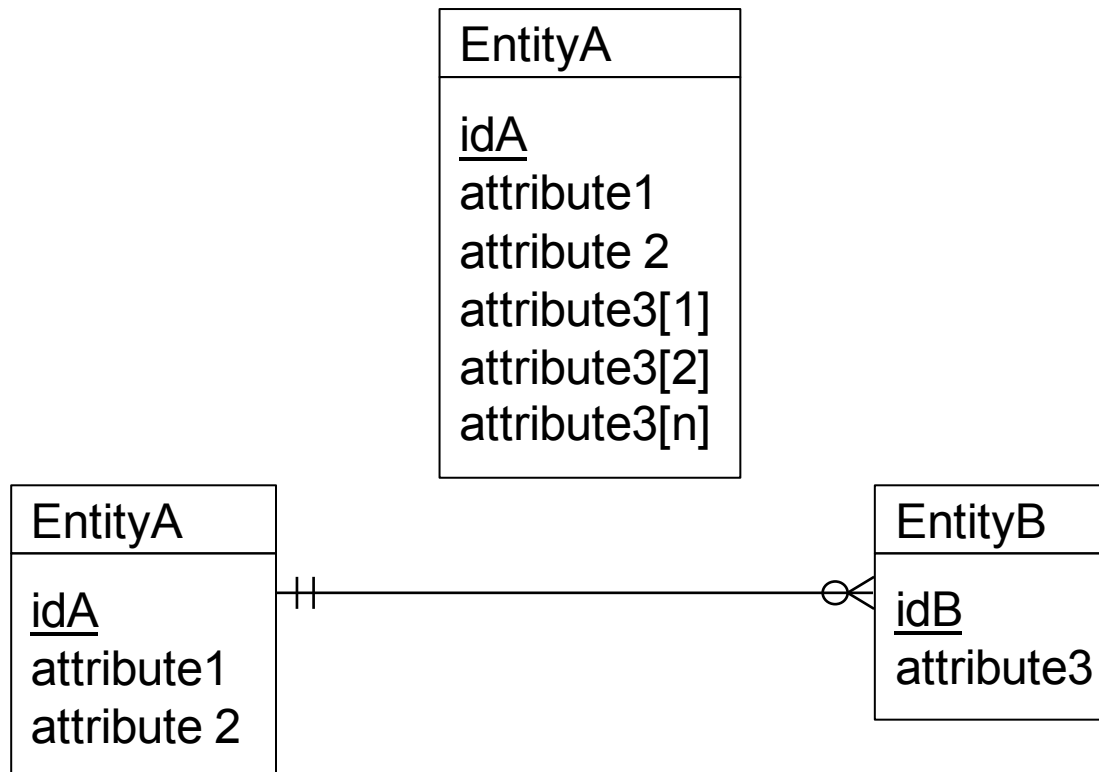 EntityA
idA
attribute1
attribute 2
attribute3[1]
attribute3[2]
attribute3[n]
EntityA
idA
attribute1
attribute 2
EntityB
idB
attribute3